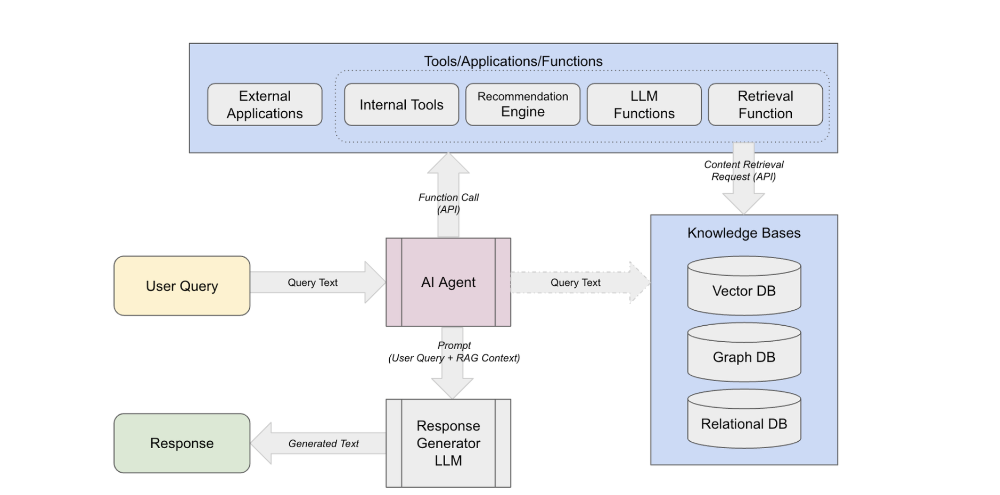 Tools/Applications/Functions
External
Applications
Internal Tools
Recommendation
Engine
LLM
Functions
Retrieval
Function
Content Retrieval
Request (API)
Function Call
(API)
Knowledge Bases
User Query
Query Text
AI Agent
Query Text
Vector DB
Prompt
(User Query + RAG Context)
Graph DB
Relational DB
Response
Generator
LLM
Generated Text
Response